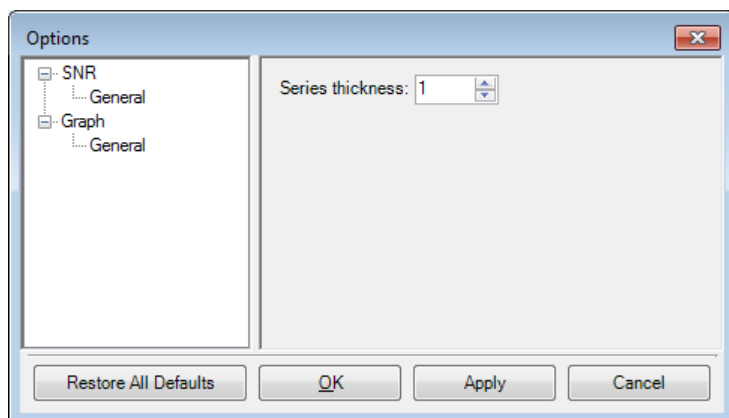 Options
SNR
General
Graph
General
Series thickness: 1
Restore All Defaults
OK
Apply
Cancel